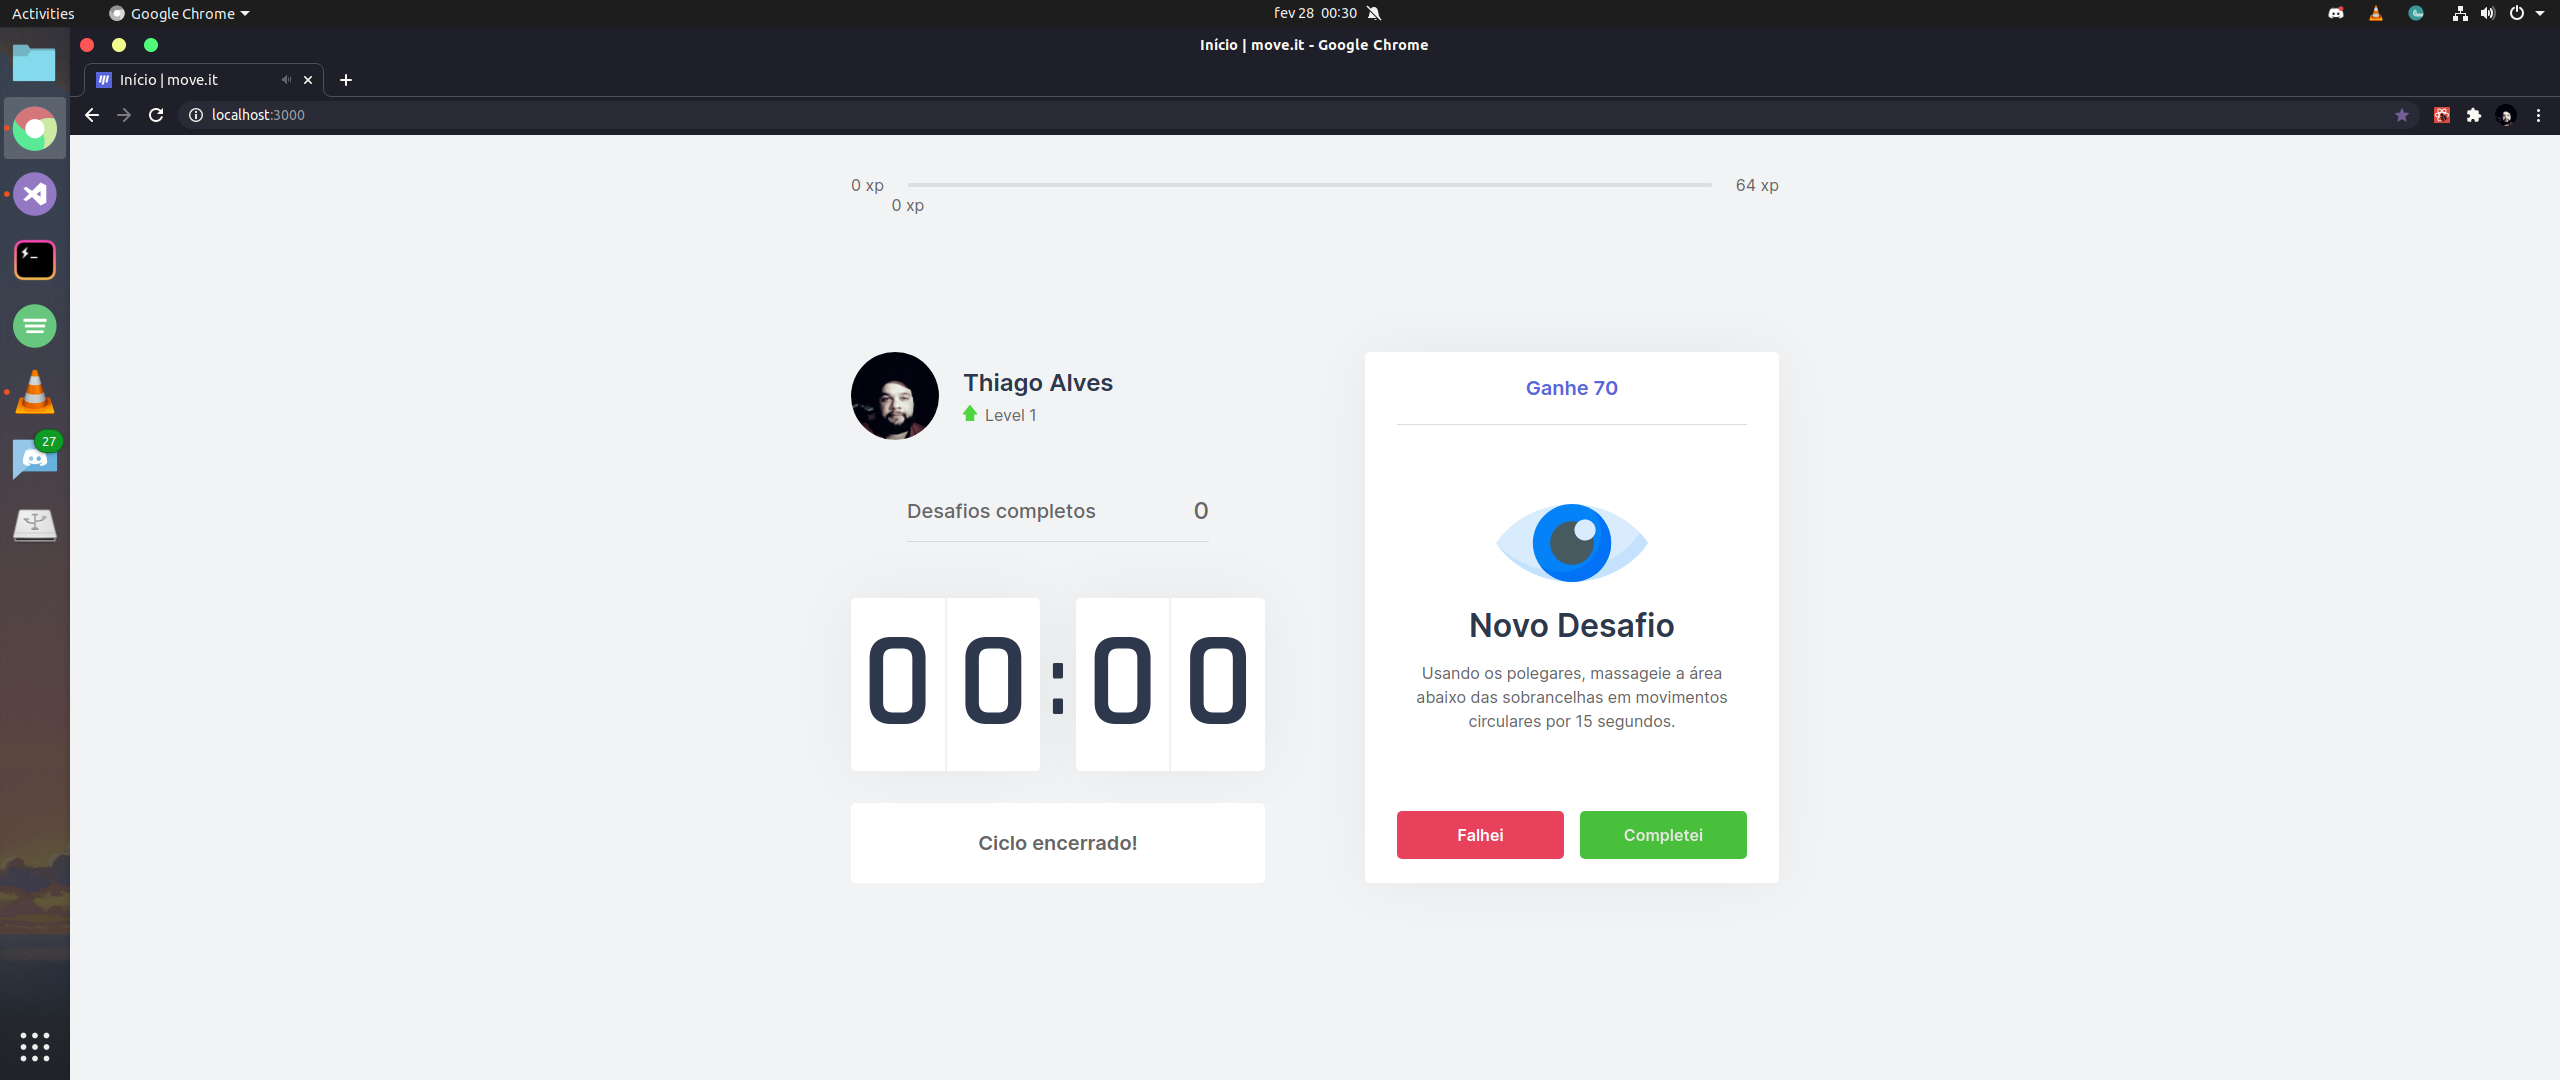 Activities
Google Chrome
fev 28 00:30
Início | move.it - Google Chrome
Início | move.it
localhost:3000
0 xp
64 xp
0 xp
Thiago Alves
Level 1
Desafios completos
0
00:00
Ciclo encerrado!
Ganhe 70
Novo Desafio
Usando os polegares, massageie a área
abaixo das sobrancelhas em movimentos
circulares por 15 segundos.
Falhei
Completei
27